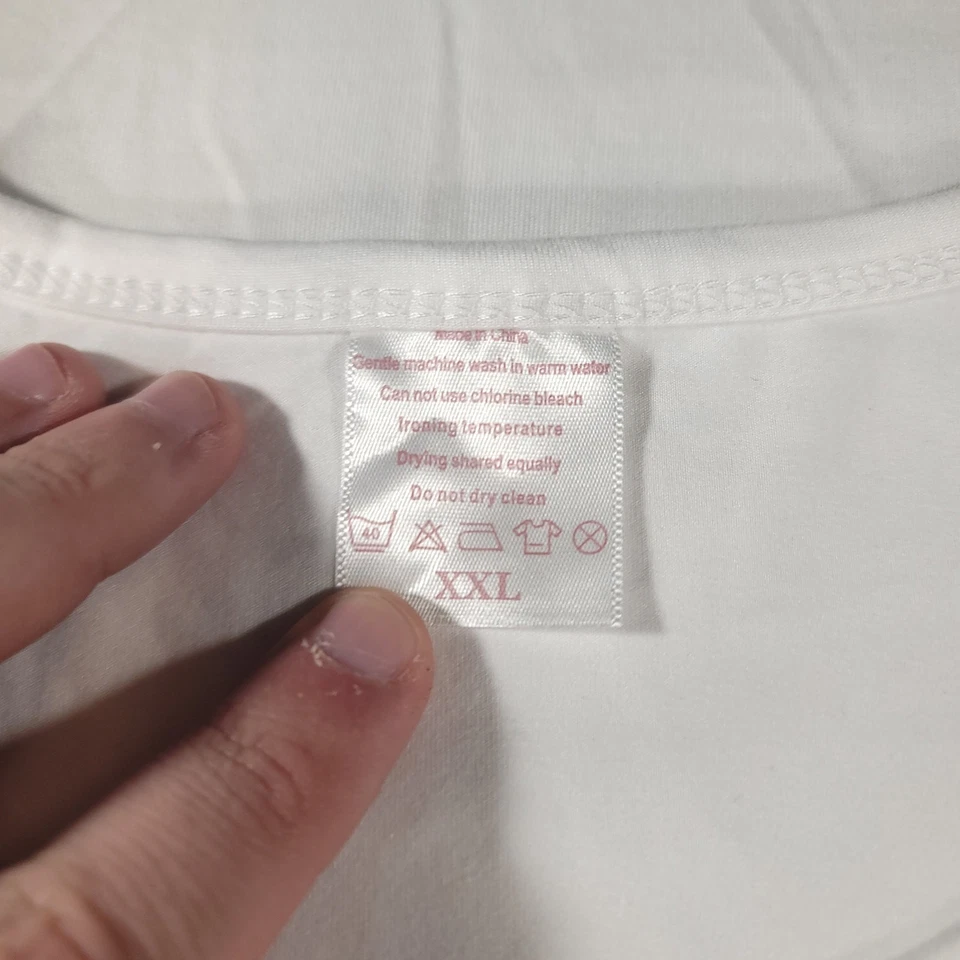 Made in China
Gentle machine wash in warm water
Can not use chlorine bleach
Ironing temperature
Drying shared equally
Do not dry clean
40
XXL